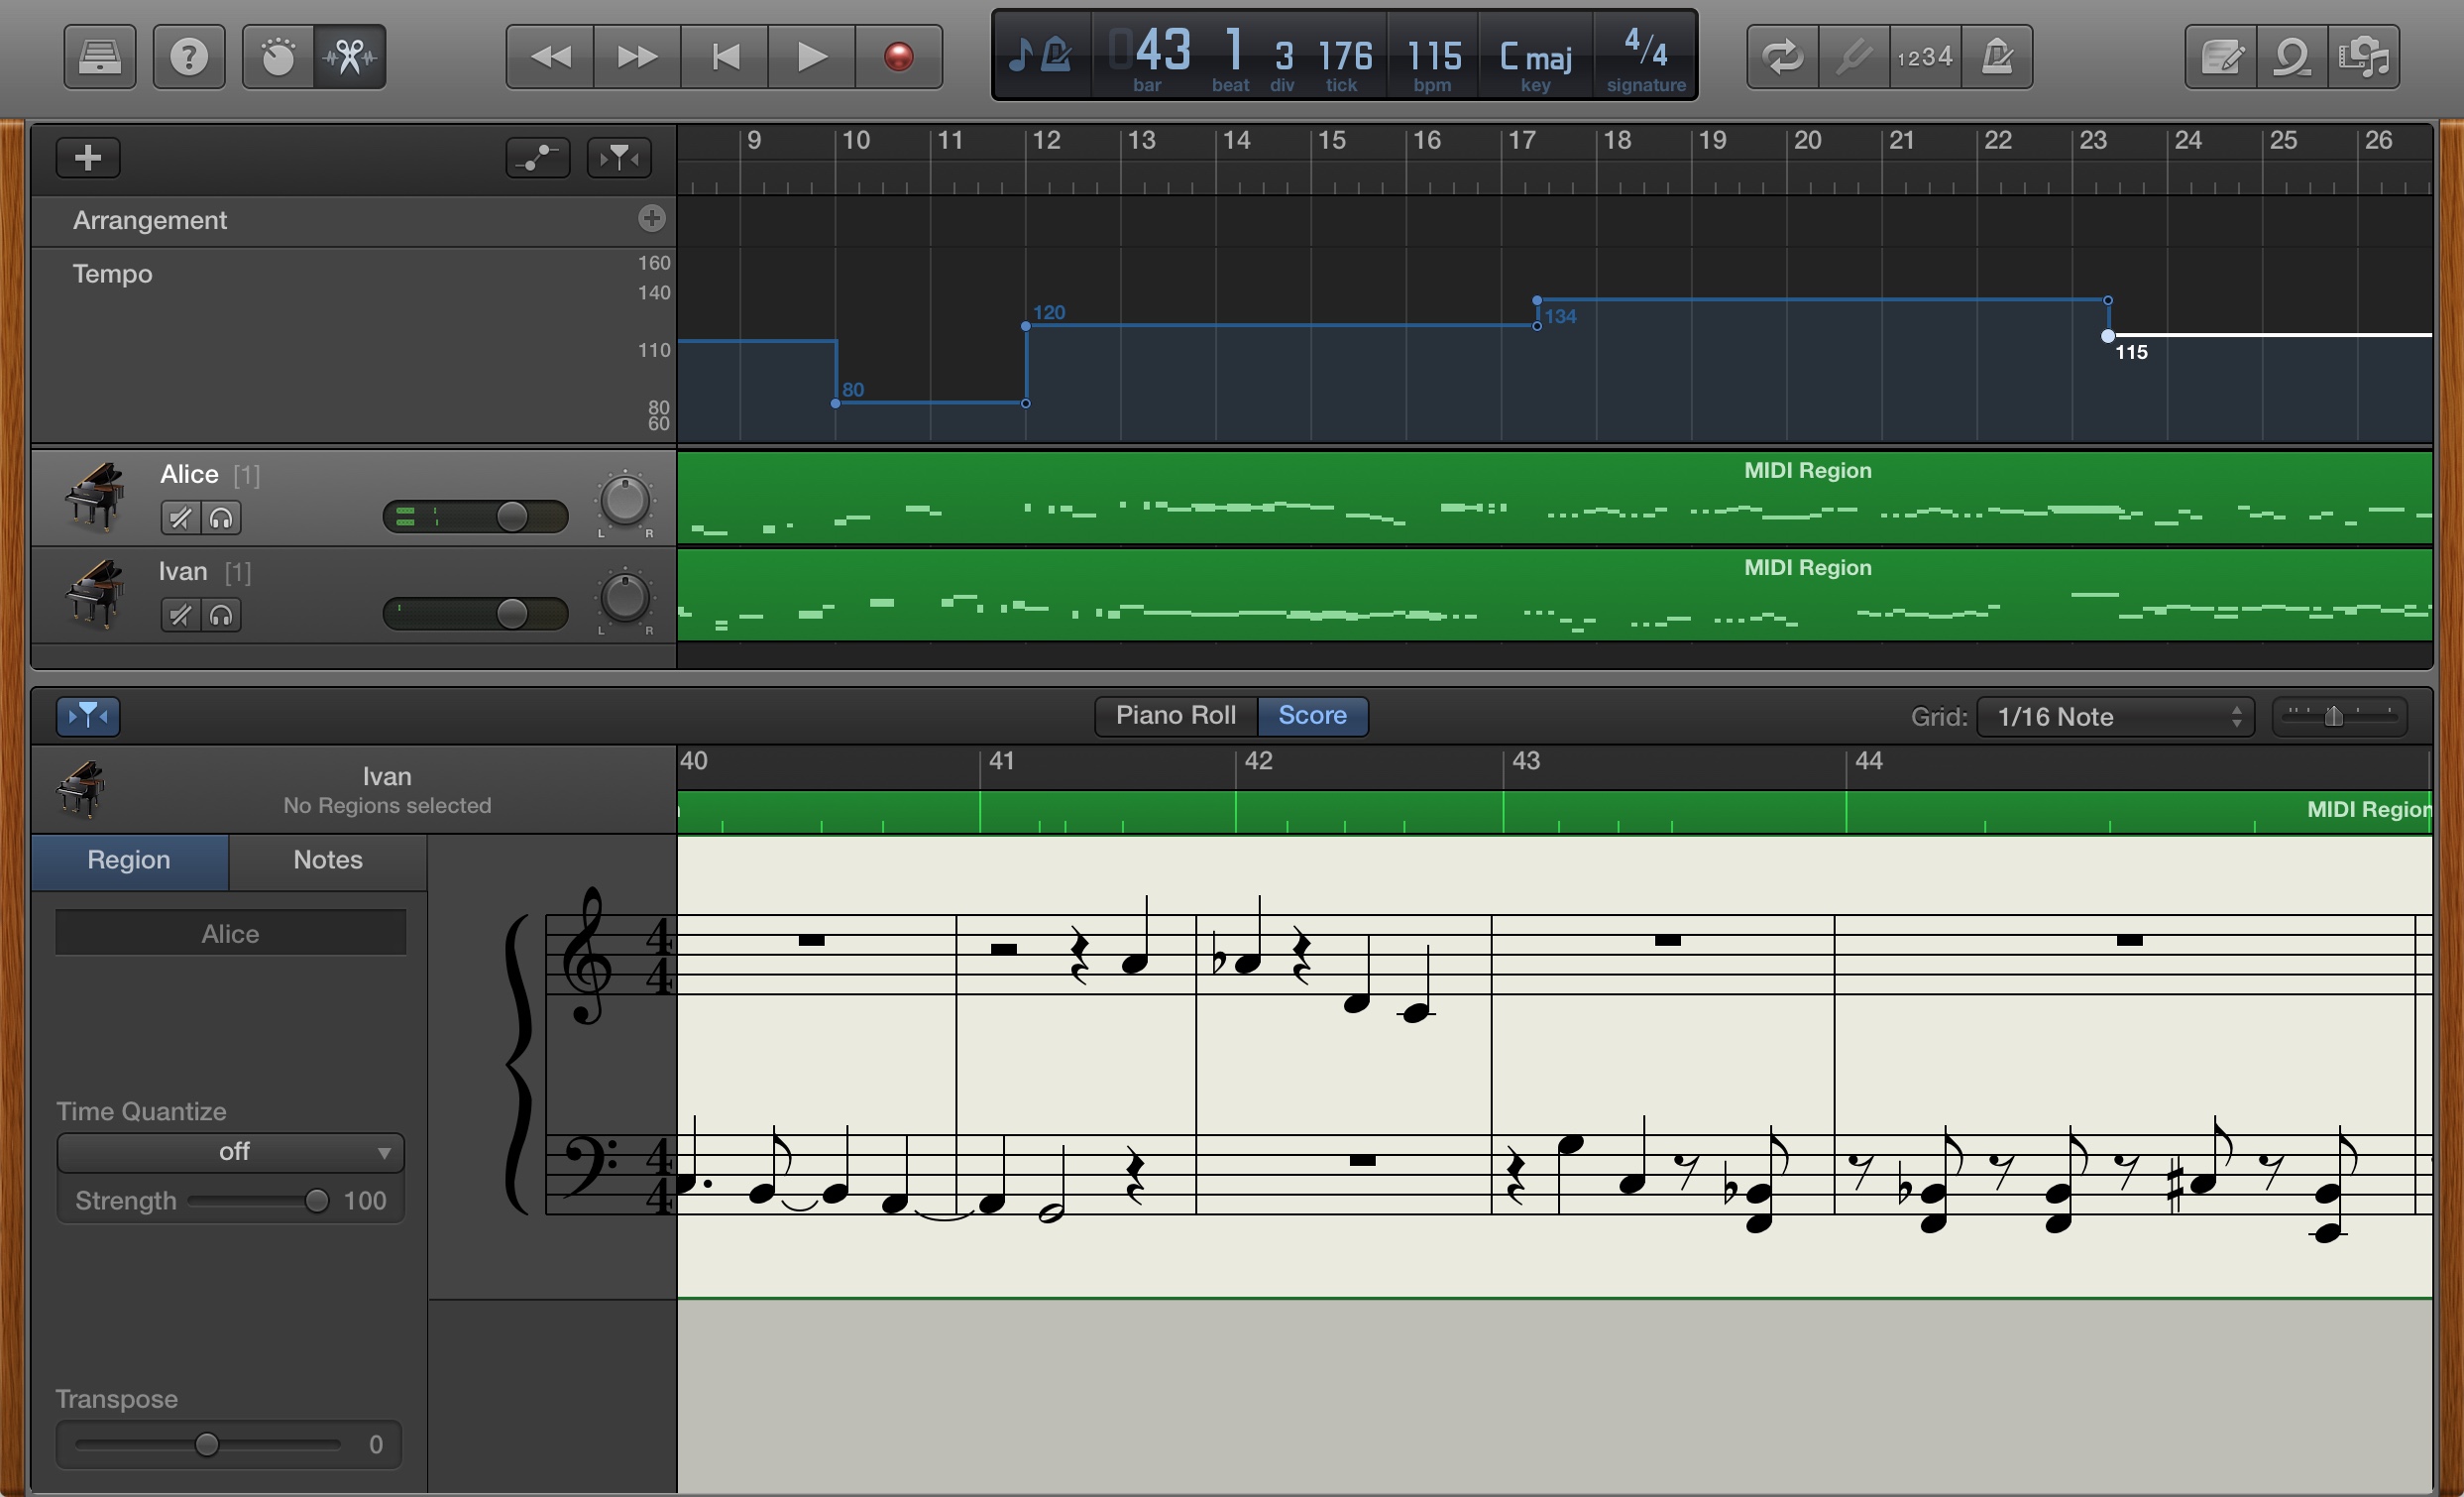 ?
043 1 3 176 115 C maj 4/4
bar beat div tick bpm key signature
1234
9 10 11 12 13 14 15 16 17 18 19 20 21 22 23 24 25 26
Arrangement
Tempo
160
140
110
80
60
120
134
80
115
Alice [1]
L R
MIDI Region
Ivan [1]
L R
MIDI Region
Piano Roll Score
Grid: 1/16 Note
Ivan
No Regions selected
40 41 42 43 44
MIDI Region
Region Notes
Alice
4 4
4 4
Time Quantize
off
Strength 100
Transpose
0